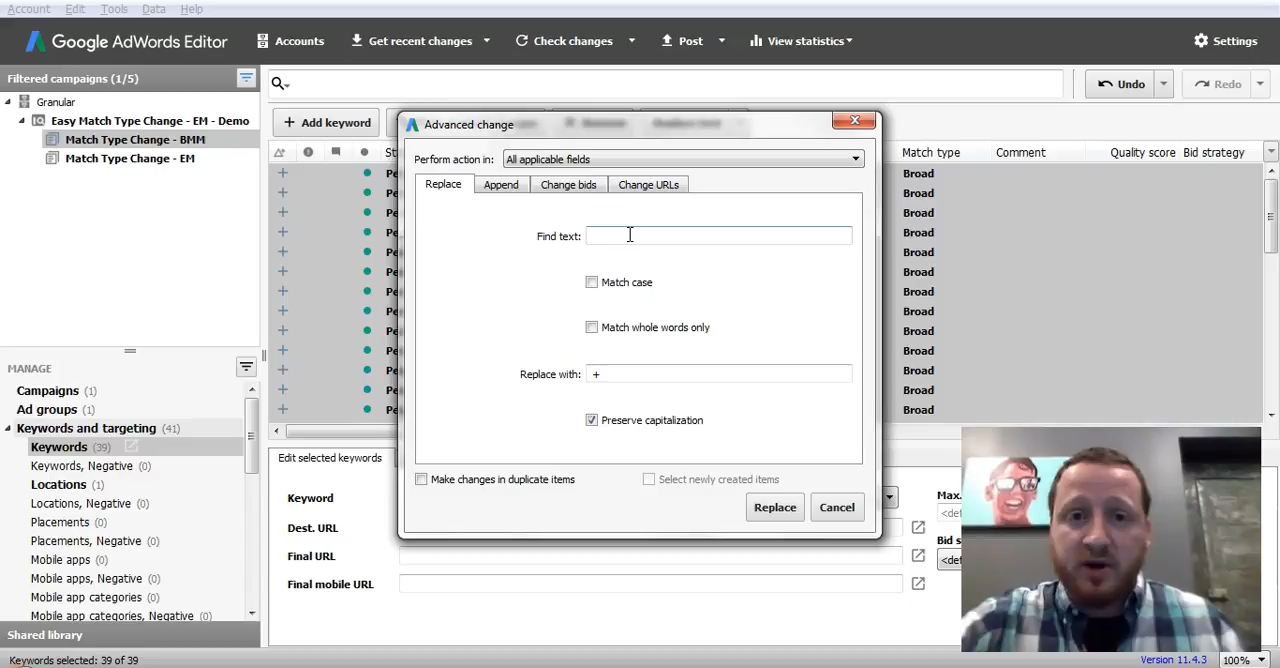 Account Edit Tools Data Help
Google AdWords Editor Accounts Get recent changes Check changes Post View statistics Settings
Filtered campaigns (1/5)
Undo Redo
Granular
Easy Match Type Change - EM - Demo
Match Type Change - BMM
Match Type Change - EM
+ Add keyword
Advanced change
Match type Comment Quality score Bid strategy
Perform action in: All applicable fields
Replace Append Change bids Change URLs
Find text:
Match case
Match whole words only
Replace with: +
Preserve capitalization
Make changes in duplicate items Select newly created items
Replace Cancel
Broad
Broad
Broad
Broad
Broad
Broad
Broad
Broad
Broad
Broad
Broad
Broad
Broad
MANAGE
Campaigns (1)
Ad groups (1)
Keywords and targeting (41)
Keywords (39)
Keywords, Negative (0)
Locations (1)
Locations, Negative (0)
Placements (0)
Placements, Negative (0)
Mobile apps (0)
Mobile apps, Negative (0)
Mobile app categories (0)
Mobile app categories, Negative (0)
Shared library
Edit selected keywords
Keyword
Max.
<def
Dest. URL
Bid s
<def
Final URL
Final mobile URL
Keywords selected: 39 of 39
Version 11.4.3 100%